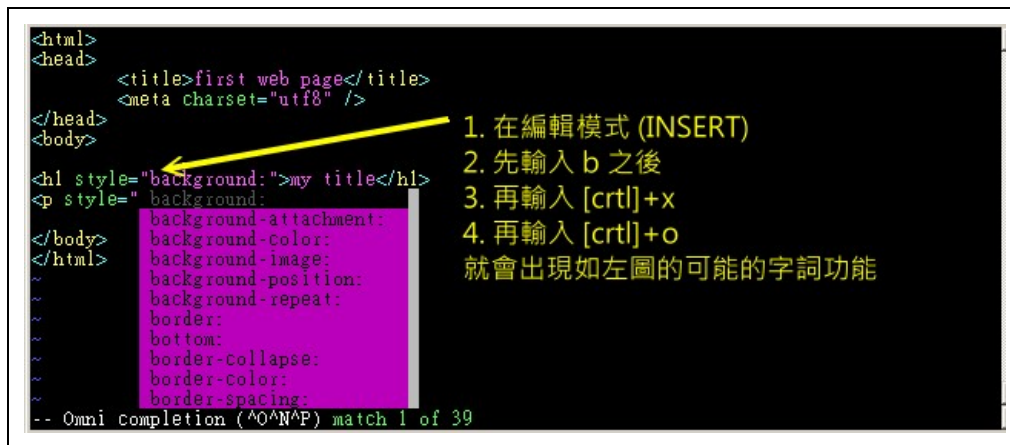 <html>
<head>
<title>first web page</title>
<meta charset="utf8" />
</head>
<body>
<h1 style="background:">my title</h1>
<p style="
background:
background-attachment:
background-color:
background-image:
background-position:
background-repeat:
border:
bottom:
border-collapse:
border-color:
border-spacing:
</body>
</html>
~
~
~
~
~
~
-- Omni completion (^O^N^P) match 1 of 39
1. 在編輯模式 (INSERT)
2. 先輸入 b 之後
3. 再輸入 [crtl]+x
4. 再輸入 [crtl]+o
就會出現如左圖的可能的字詞功能